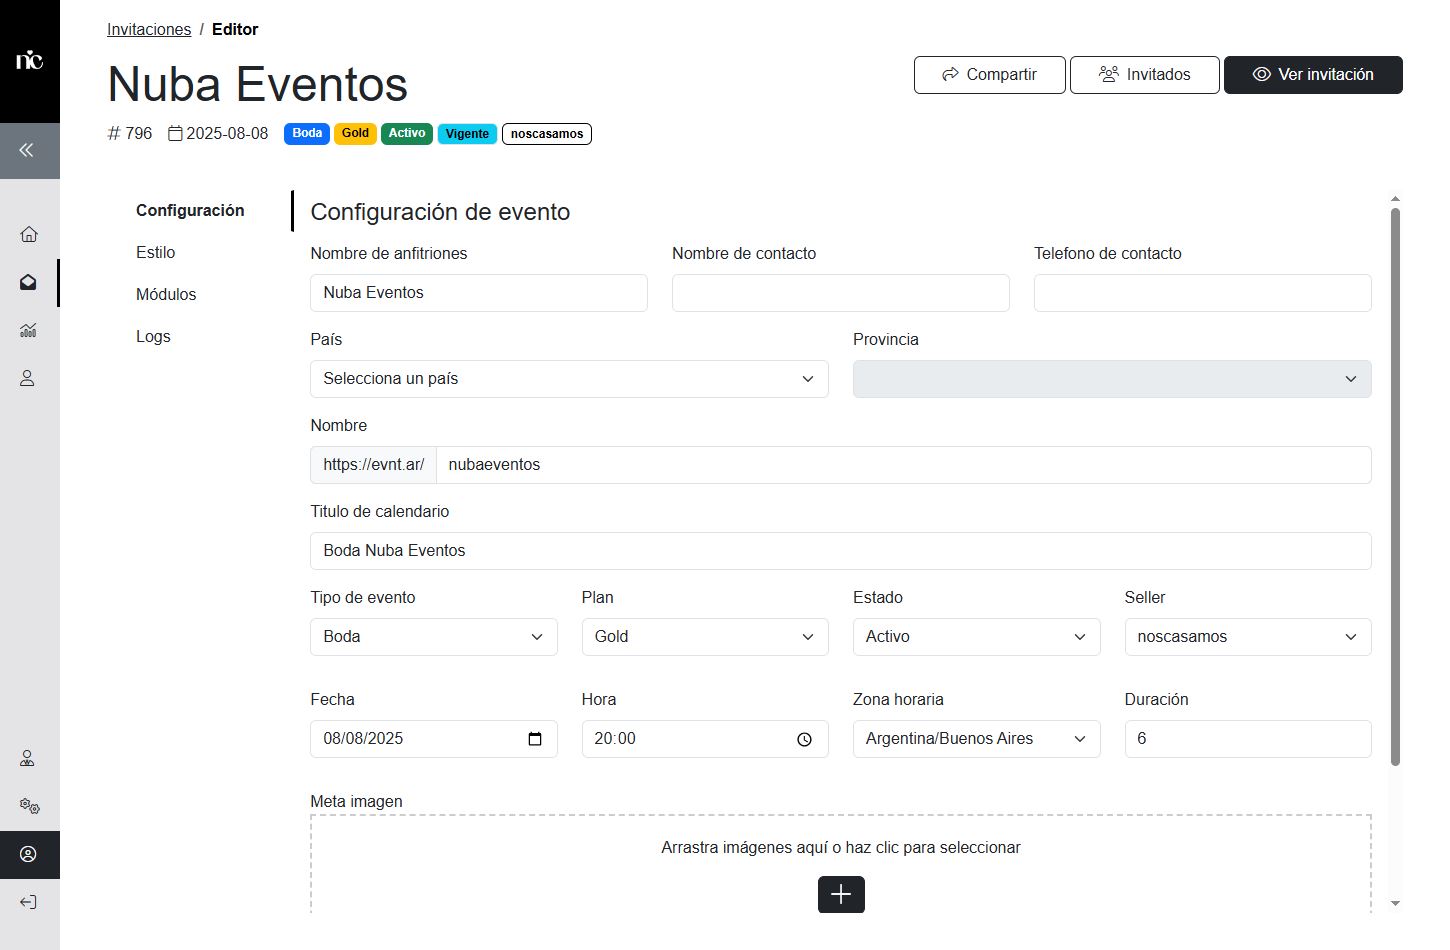 nc
Invitaciones / Editor
Nuba Eventos
Compartir
Invitados
Ver invitación
# 796 2025-08-08 Boda Gold Activo Vigente noscasamos
Configuración
Estilo
Módulos
Logs
Configuración de evento
Nombre de anfitriones Nombre de contacto Telefono de contacto
Nuba Eventos
País Provincia
Selecciona un país
Nombre
https://evnt.ar/ nubaeventos
Titulo de calendario
Boda Nuba Eventos
Tipo de evento Plan Estado Seller
Boda Gold Activo noscasamos
Fecha Hora Zona horaria Duración
08/08/2025 20:00 Argentina/Buenos Aires 6
Meta imagen
Arrastra imágenes aquí o haz clic para seleccionar